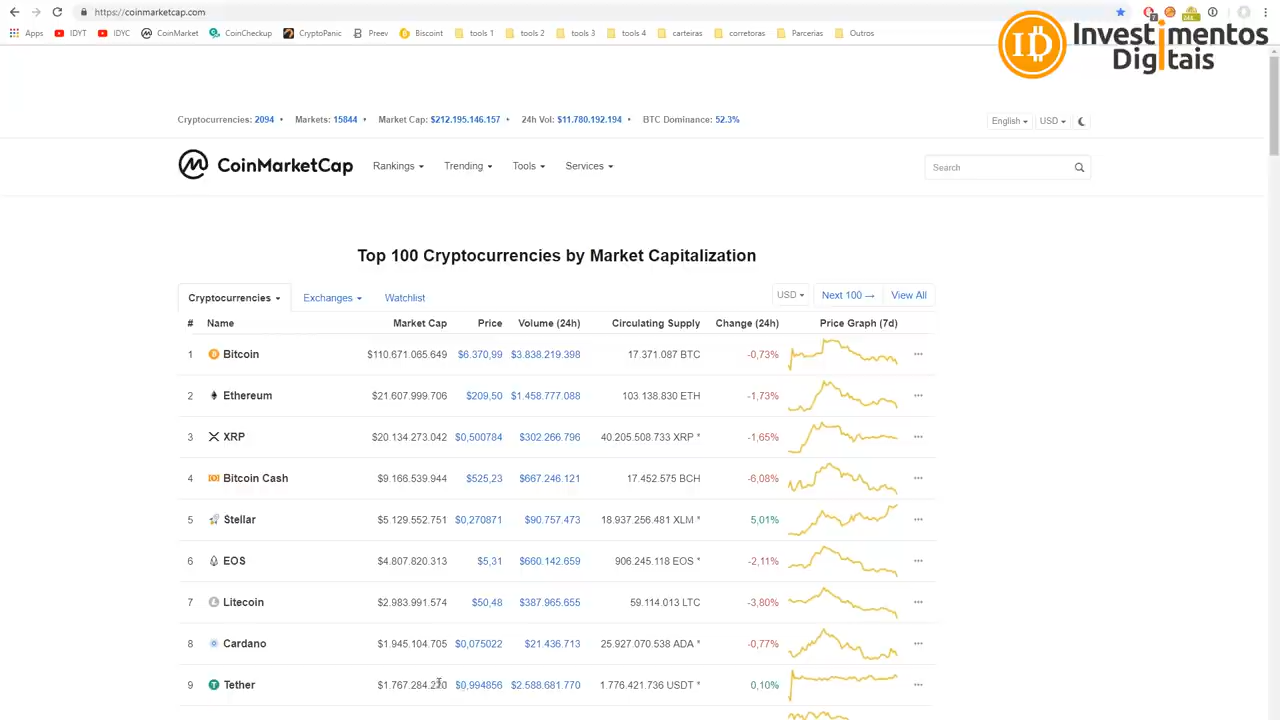 https://coinmarketcap.com
Apps IDYT IDYC CoinMarket CoinCheckup CryptoPanic Preev Biscoint tools 1 tools 2 tools 3 tools 4 carteiras corretoras Parcerias Outros
ID Investimentos Digitais
Cryptocurrencies: 2094 • Markets: 15844 • Market Cap: $212.195.146.157 • 24h Vol: $11.780.192.194 • BTC Dominance: 52.3% English USD
CoinMarketCap Rankings Trending Tools Services Search
Top 100 Cryptocurrencies by Market Capitalization
Cryptocurrencies Exchanges Watchlist USD Next 100 → View All
# Name Market Cap Price Volume (24h) Circulating Supply Change (24h) Price Graph (7d)
1 Bitcoin $110.671.065.649 $6.370,99 $3.838.219.398 17.371.087 BTC -0,73%
2 Ethereum $21.607.999.706 $209,50 $1.458.777.088 103.138.830 ETH -1,73%
3 XRP $20.134.273.042 $0,500784 $302.266.796 40.205.508.733 XRP * -1,65%
4 Bitcoin Cash $9.166.539.944 $525,23 $667.246.121 17.452.575 BCH -6,08%
5 Stellar $5.129.552.751 $0,270871 $90.757.473 18.937.256.481 XLM * 5,01%
6 EOS $4.807.820.313 $5,31 $660.142.659 906.245.118 EOS * -2,11%
7 Litecoin $2.983.991.574 $50,48 $387.965.655 59.114.013 LTC -3,80%
8 Cardano $1.945.104.705 $0,075022 $21.436.713 25.927.070.538 ADA * -0,77%
9 Tether $0,994856 $2.588.681.770 1.776.421.736 USDT * 0,10%